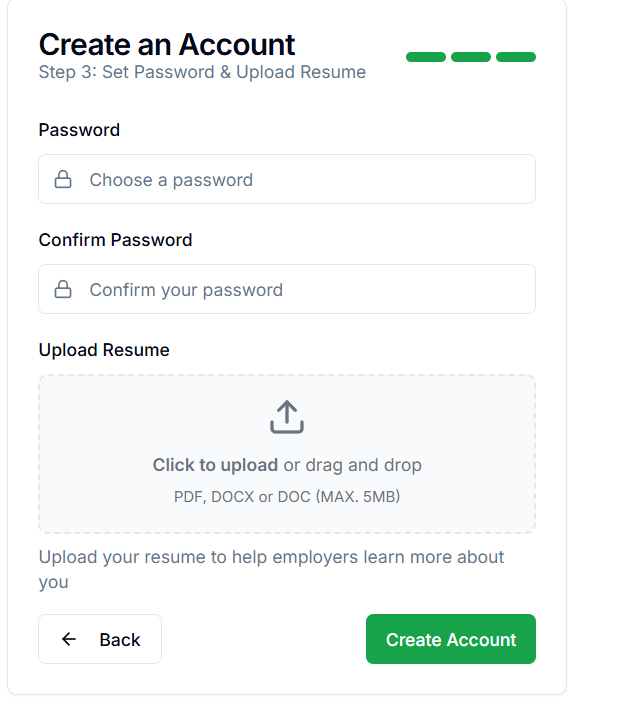 Create an Account
Step 3: Set Password & Upload Resume
Password
Choose a password
Confirm Password
Confirm your password
Upload Resume
Click to upload or drag and drop
PDF, DOCX or DOC (MAX. 5MB)
Upload your resume to help employers learn more about
you
Back
Create Account